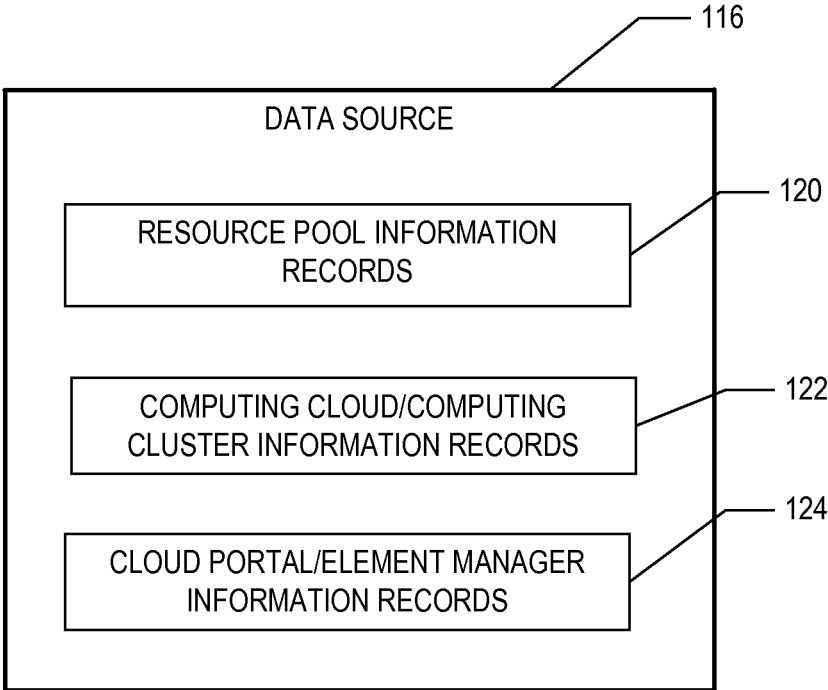 116
DATA SOURCE
120
RESOURCE POOL INFORMATION
RECORDS
122
COMPUTING CLOUD/COMPUTING
CLUSTER INFORMATION RECORDS
124
CLOUD PORTAL/ELEMENT MANAGER
INFORMATION RECORDS